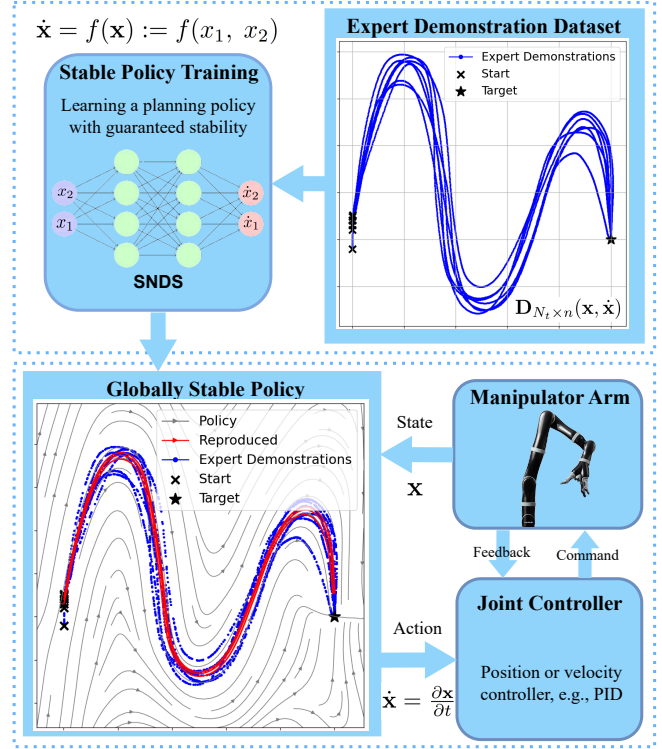 ẋ = f(x) := f(x₁, x₂)
Stable Policy Training
Learning a planning policy
with guaranteed stability
x₂
x₁
ẋ₂
ẋ₁
SNDS
Expert Demonstration Dataset
Expert Demonstrations
Start
Target
D_{N_t×n}(x, ẋ)
Globally Stable Policy
Policy
Reproduced
Expert Demonstrations
Start
Target
State
x
Manipulator Arm
Feedback
Command
Action
ẋ = ∂x/∂t
Joint Controller
Position or velocity
controller, e.g., PID